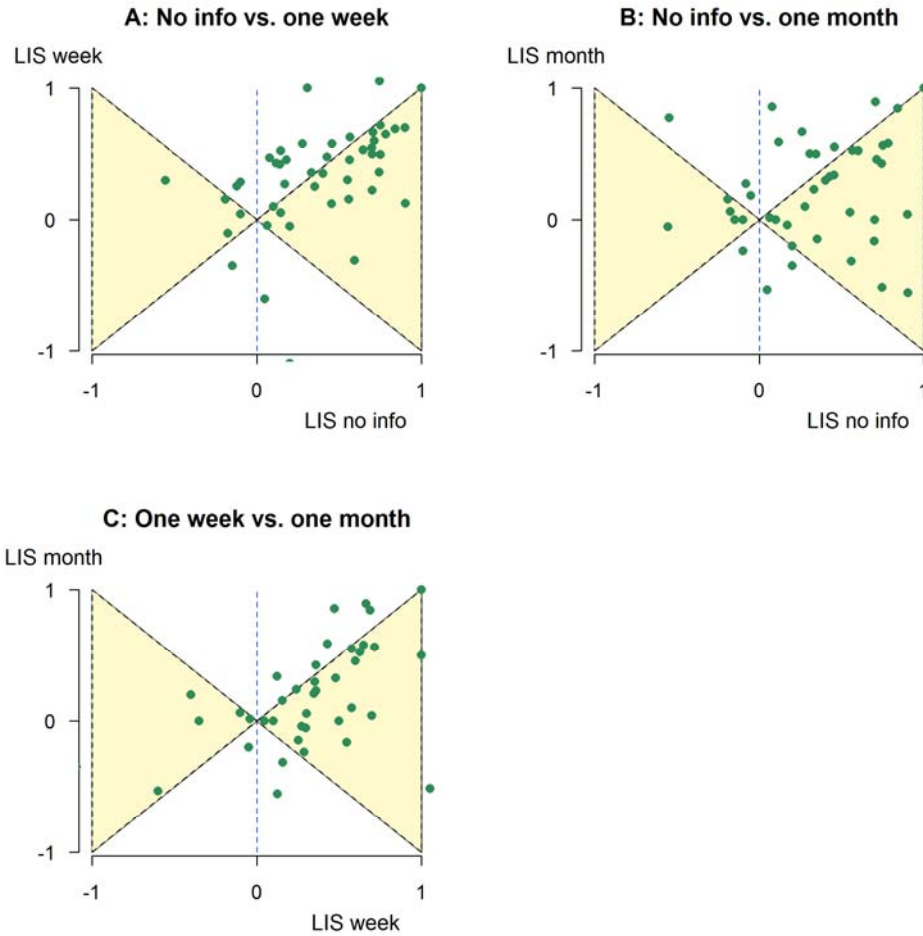 A: No info vs. one week
LIS week
1
0
-1
-1 0 1
LIS no info
B: No info vs. one month
LIS month
1
0
-1
-1 0 1
LIS no info
C: One week vs. one month
LIS month
1
0
-1
-1 0 1
LIS week